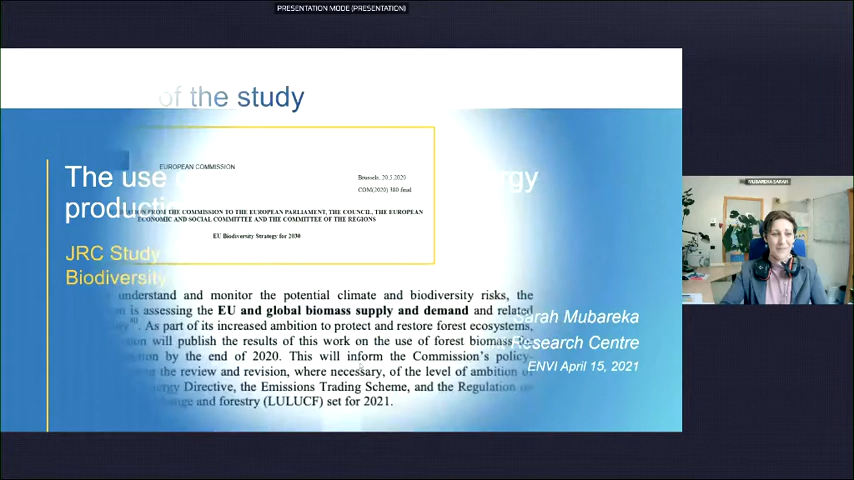 PRESENTATION MODE (PRESENTATION)
of the study
EUROPEAN COMMISSION
Brussels, 20.5.2020
COM(2020) 380 final
The use
gy
producti
FROM THE COMMISSION TO THE EUROPEAN PARLIAMENT, THE COUNCIL, THE EUROPEAN
ECONOMIC AND SOCIAL COMMITTEE AND THE COMMITTEE OF THE REGIONS
EU Biodiversity Strategy for 2030
JRC Study
Biodiversity
understand and monitor the potential climate and biodiversity risks, the
is assessing the EU and global biomass supply and demand and related
. As part of its increased ambition to protect and restore forest ecosystems,
will publish the results of this work on the use of forest biomass
by the end of 2020. This will inform the Commission's policy-
the review and revision, where necessary, of the level of ambition
Directive, the Emissions Trading Scheme, and the Regulation
and forestry (LULUCF) set for 2021.
Sarah Mubareka
Research Centre
ENVI April 15, 2021
MUBAREKA SARAH